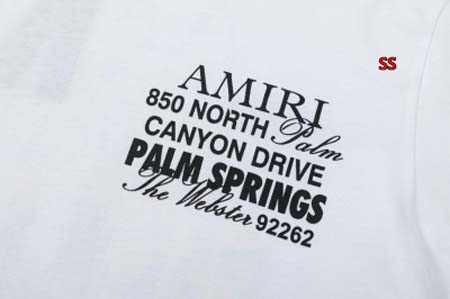 SS
AMIRI
850 NORTH Palm
CANYON DRIVE
PALM SPRINGS
The Webster 92262